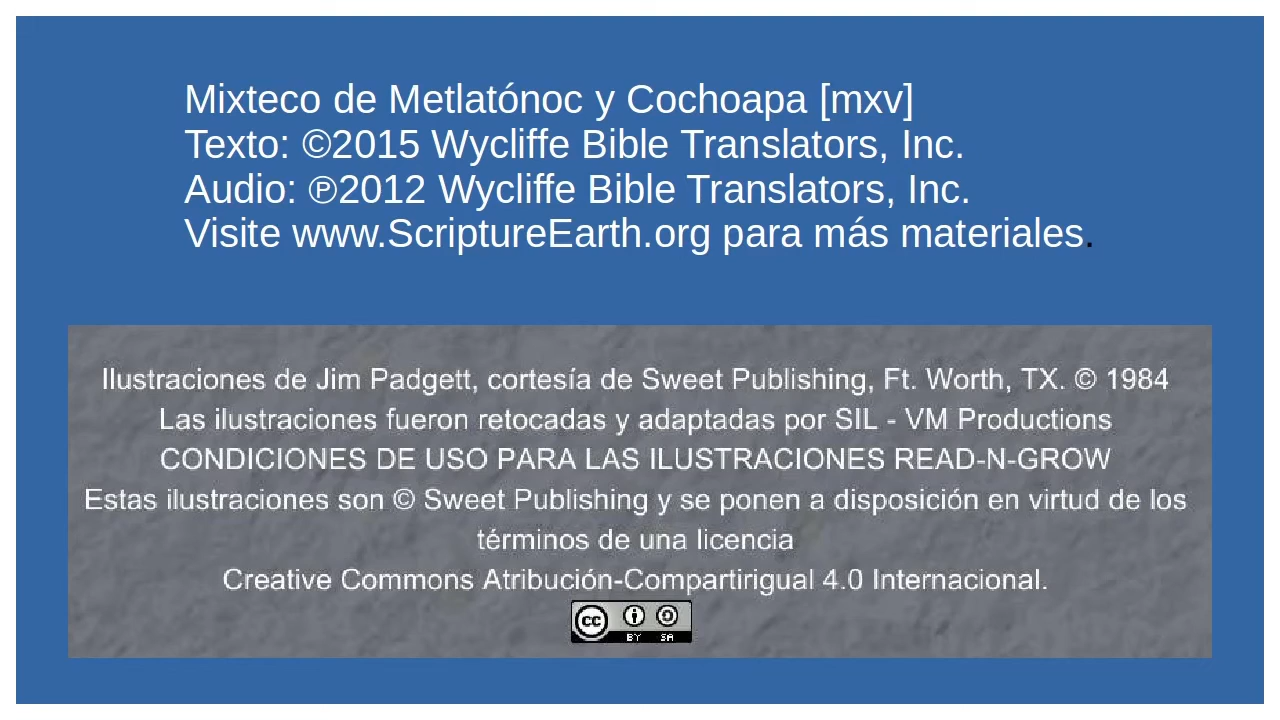 Mixteco de Metlatónoc y Cochoapa [mxv]
Texto: ©2015 Wycliffe Bible Translators, Inc.
Audio: ℗2012 Wycliffe Bible Translators, Inc.
Visite www.ScriptureEarth.org para más materiales.
Ilustraciones de Jim Padgett, cortesía de Sweet Publishing, Ft. Worth, TX. © 1984
Las ilustraciones fueron retocadas y adaptadas por SIL - VM Productions
CONDICIONES DE USO PARA LAS ILUSTRACIONES READ-N-GROW
Estas ilustraciones son © Sweet Publishing y se ponen a disposición en virtud de los
términos de una licencia
Creative Commons Atribución-Compartirigual 4.0 Internacional.
cc
BY SA